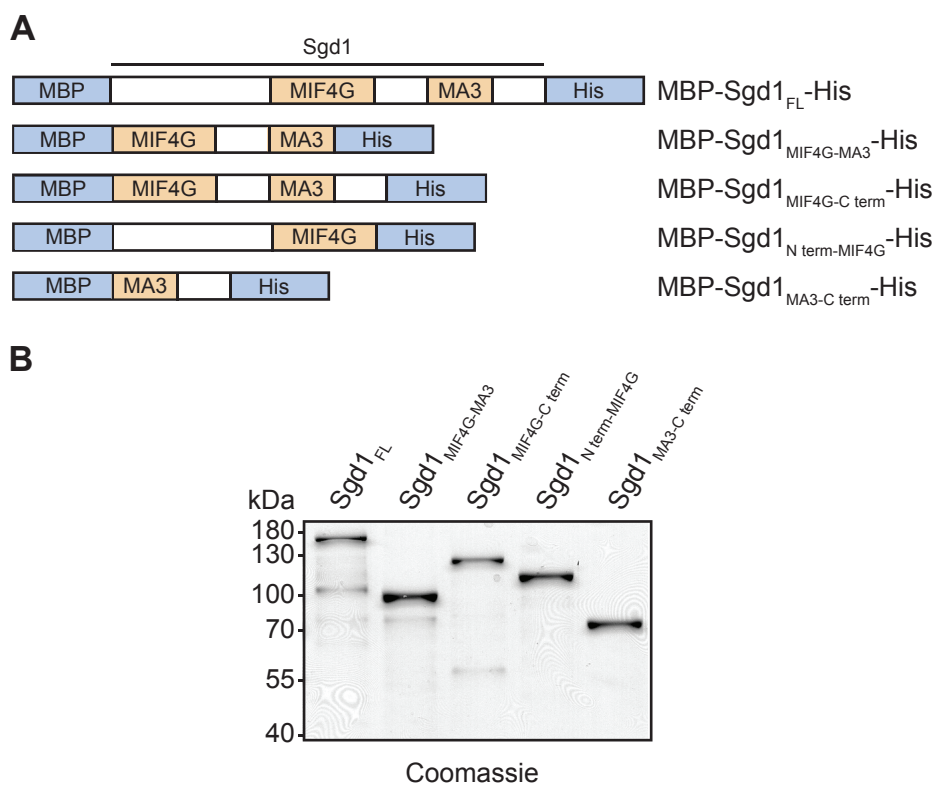 A
Sgd1
MBP MIF4G MA3 His MBP-Sgd1FL-His
MBP MIF4G MA3 His MBP-Sgd1MIF4G-MA3-His
MBP MIF4G MA3 His MBP-Sgd1MIF4G-C term-His
MBP MIF4G His MBP-Sgd1N term-MIF4G-His
MBP MA3 His MBP-Sgd1MA3-C term-His
B
kDa Sgd1FL Sgd1MIF4G-MA3 Sgd1MIF4G-C term Sgd1N term-MIF4G Sgd1MA3-C term
180
130
100
70
55
40
Coomassie